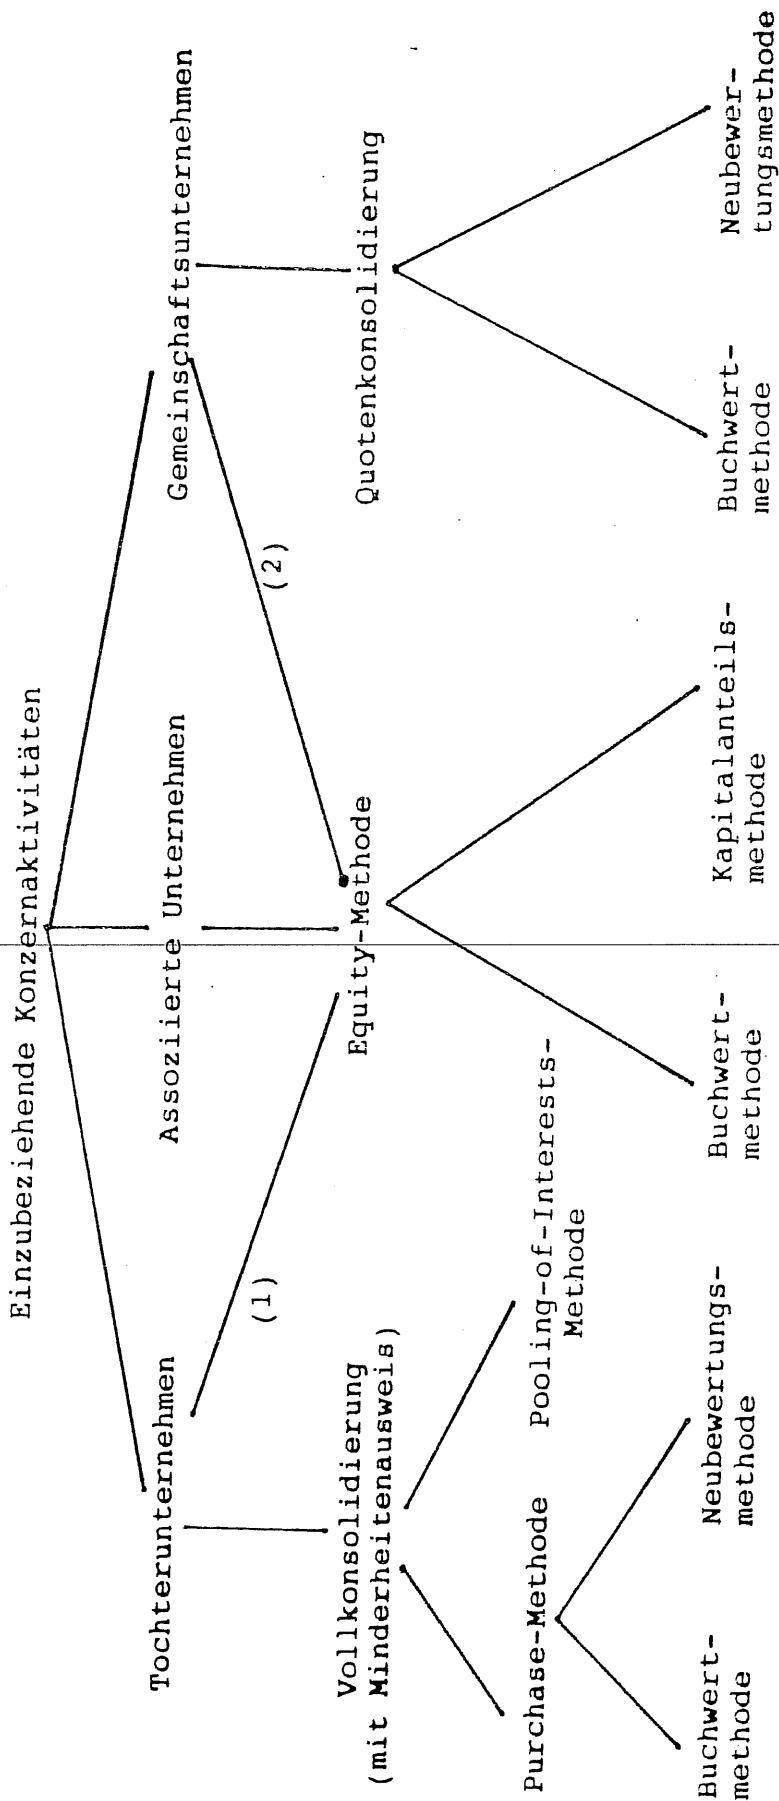 Einzubeziehende Konzernaktivitäten
Tochterunternehmen
Assoziierte Unternehmen
Gemeinschaftsunternehmen
(1)
(2)
Vollkonsolidierung
(mit Minderheitenausweis)
Equity-Methode
Quotenkonsolidierung
Purchase-Methode
Pooling-of-Interests-
Methode
Buchwert-
methode
Neubewertungs-
methode
Buchwert-
methode
Kapitalanteils-
methode
Buchwert-
methode
Neubewer-
tungsmethode